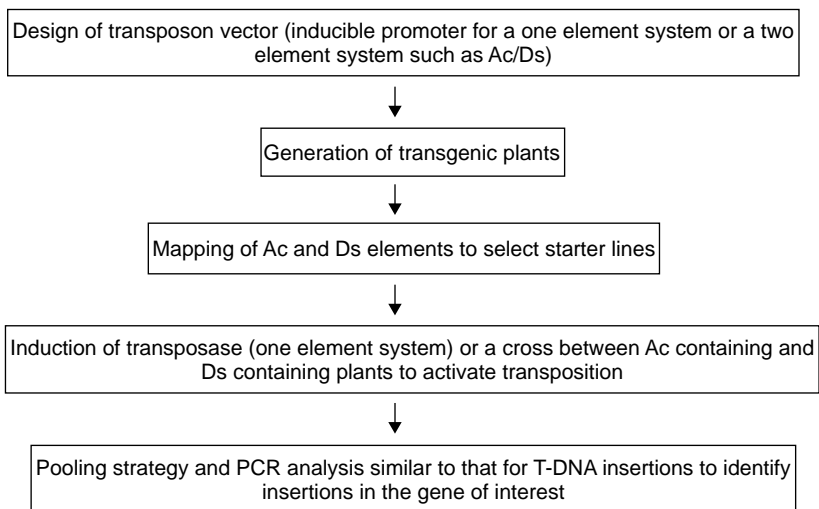 Design of transposon vector (inducible promoter for a one element system or a two
element system such as Ac/Ds)
Generation of transgenic plants
Mapping of Ac and Ds elements to select starter lines
Induction of transposase (one element system) or a cross between Ac containing and
Ds containing plants to activate transposition
Pooling strategy and PCR analysis similar to that for T-DNA insertions to identify
insertions in the gene of interest